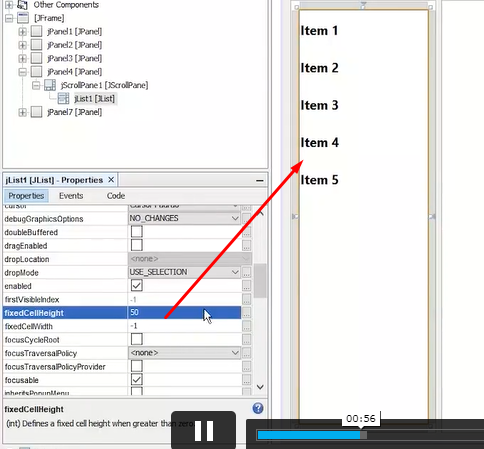 Other Components
[JFrame]
jPanel1 [JPanel]
jPanel2 [JPanel]
jPanel3 [JPanel]
jPanel4 [JPanel]
jScrollPane1 [JScrollPane]
jList1 [JList]
jPanel7 [JPanel]
Item 1
Item 2
Item 3
Item 4
Item 5
jList1 [JList] - Properties ×
Properties Events Code
cursor Cursor Padrão
debugGraphicsOptions NO_CHANGES
doubleBuffered
dragEnabled
dropLocation <none>
dropMode USE_SELECTION
enabled
firstVisibleIndex -1
fixedCellHeight 50
fixedCellWidth -1
focusCycleRoot
focusTraversalPolicy <none>
focusTraversalPolicyProvider
focusable
inheritsPopupMenu
fixedCellHeight
(int) Defines a fixed cell height when greater than zero
00:56